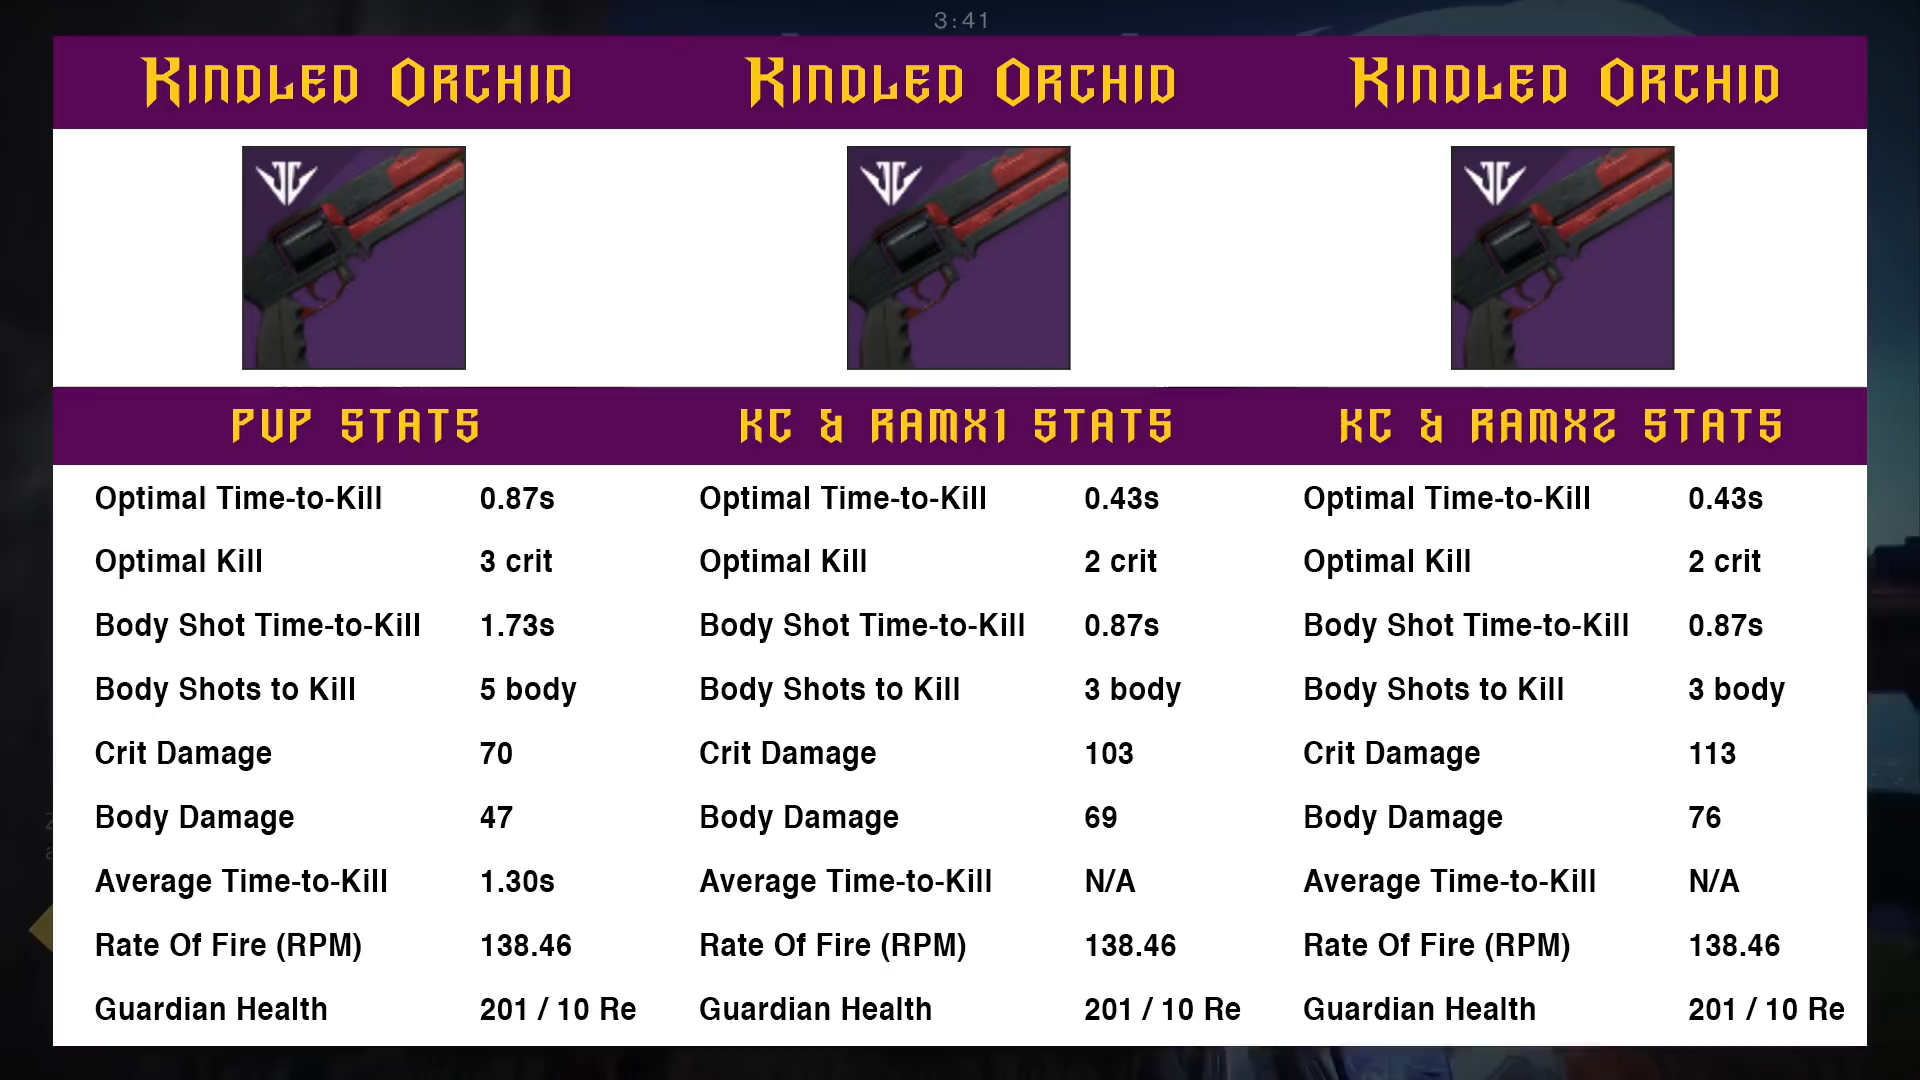 3:41
Kindled Orchid Kindled Orchid Kindled Orchid
PVP STATS KC & RAMX1 STATS KC & RAMX2 STATS
Optimal Time-to-Kill 0.87s Optimal Time-to-Kill 0.43s Optimal Time-to-Kill 0.43s
Optimal Kill 3 crit Optimal Kill 2 crit Optimal Kill 2 crit
Body Shot Time-to-Kill 1.73s Body Shot Time-to-Kill 0.87s Body Shot Time-to-Kill 0.87s
Body Shots to Kill 5 body Body Shots to Kill 3 body Body Shots to Kill 3 body
Crit Damage 70 Crit Damage 103 Crit Damage 113
Body Damage 47 Body Damage 69 Body Damage 76
Average Time-to-Kill 1.30s Average Time-to-Kill N/A Average Time-to-Kill N/A
Rate Of Fire (RPM) 138.46 Rate Of Fire (RPM) 138.46 Rate Of Fire (RPM) 138.46
Guardian Health 201 / 10 Re Guardian Health 201 / 10 Re Guardian Health 201 / 10 Re